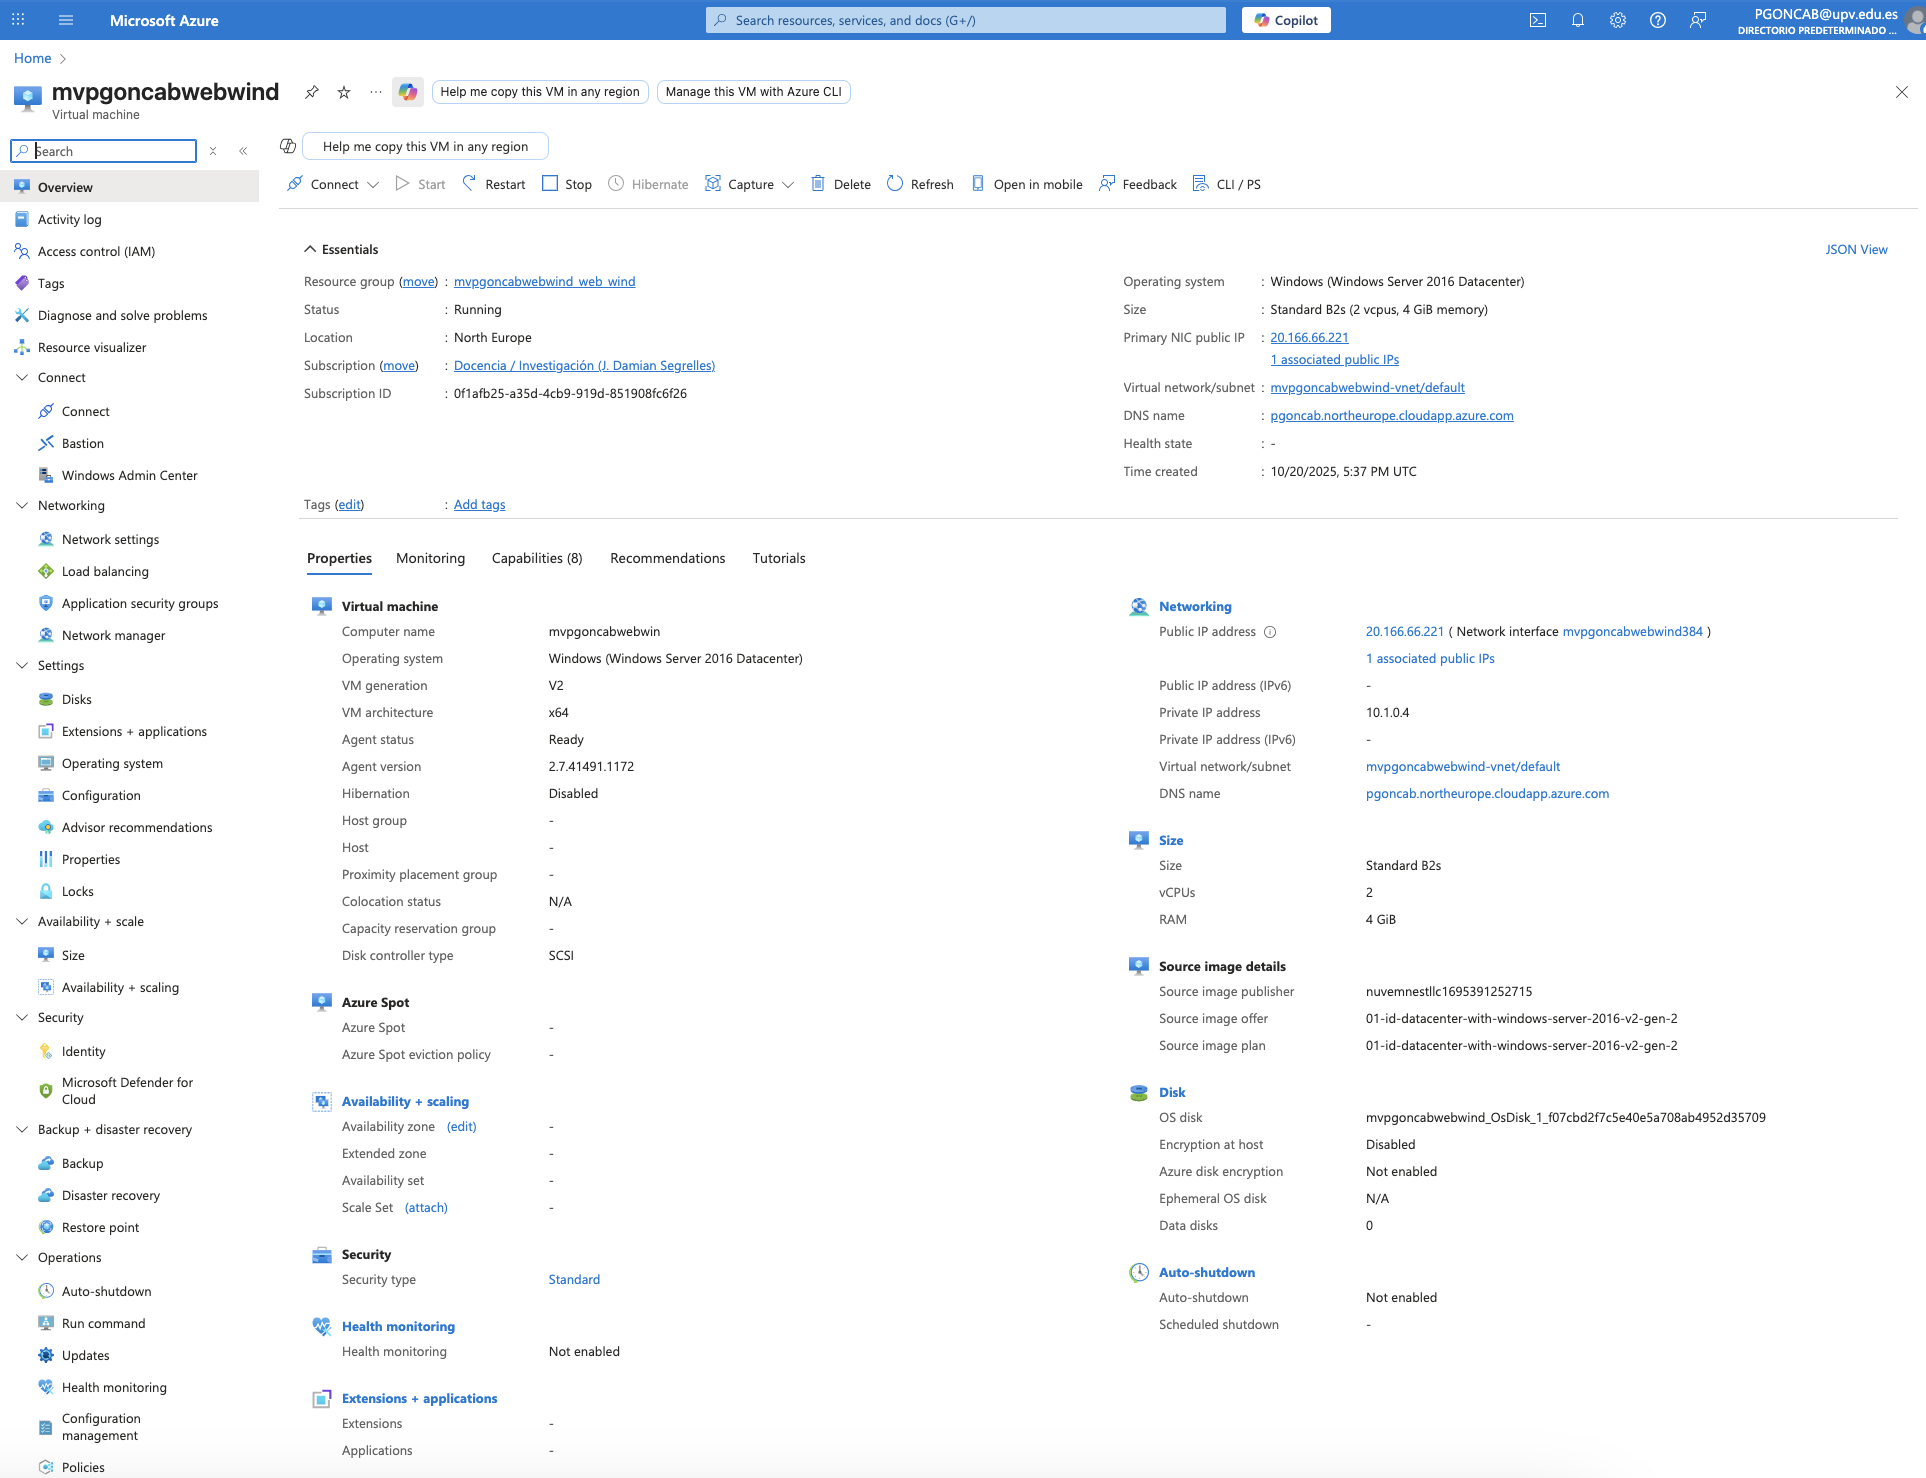 Microsoft Azure
Search resources, services, and docs (G+/)
Copilot
PGONCAB@upv.edu.es
DIRECTORIO PREDETERMINADO ...
Home
mvpgoncabwebwind
Virtual machine
Help me copy this VM in any region
Manage this VM with Azure CLI
Search
Help me copy this VM in any region
Connect
Start
Restart
Stop
Hibernate
Capture
Delete
Refresh
Open in mobile
Feedback
CLI / PS
Overview
Activity log
Access control (IAM)
Tags
Diagnose and solve problems
Resource visualizer
Connect
Connect
Bastion
Windows Admin Center
Networking
Network settings
Load balancing
Application security groups
Network manager
Settings
Disks
Extensions + applications
Operating system
Configuration
Advisor recommendations
Properties
Locks
Availability + scale
Size
Availability + scaling
Security
Identity
Microsoft Defender for
Cloud
Backup + disaster recovery
Backup
Disaster recovery
Restore point
Operations
Auto-shutdown
Run command
Updates
Health monitoring
Configuration
management
Policies
Essentials
JSON View
Resource group (move) : mvpgoncabwebwind_web_wind
Status : Running
Location : North Europe
Subscription (move) : Docencia / Investigación (J. Damian Segrelles)
Subscription ID : 0f1afb25-a35d-4cb9-919d-851908fc6f26
Operating system : Windows (Windows Server 2016 Datacenter)
Size : Standard B2s (2 vcpus, 4 GiB memory)
Primary NIC public IP : 20.166.66.221
1 associated public IPs
Virtual network/subnet : mvpgoncabwebwind-vnet/default
DNS name : pgoncab.northeurope.cloudapp.azure.com
Health state : -
Time created : 10/20/2025, 5:37 PM UTC
Tags (edit) : Add tags
Properties
Monitoring
Capabilities (8)
Recommendations
Tutorials
Virtual machine
Computer name mvpgoncabwebwin
Operating system Windows (Windows Server 2016 Datacenter)
VM generation V2
VM architecture x64
Agent status Ready
Agent version 2.7.41491.1172
Hibernation Disabled
Host group -
Host -
Proximity placement group -
Colocation status N/A
Capacity reservation group -
Disk controller type SCSI
Azure Spot
Azure Spot -
Azure Spot eviction policy -
Availability + scaling
Availability zone (edit) -
Extended zone -
Availability set -
Scale Set (attach) -
Security
Security type Standard
Health monitoring
Health monitoring Not enabled
Extensions + applications
Extensions -
Applications -
Networking
Public IP address 20.166.66.221 ( Network interface mvpgoncabwebwind384 )
1 associated public IPs
Public IP address (IPv6) -
Private IP address 10.1.0.4
Private IP address (IPv6) -
Virtual network/subnet mvpgoncabwebwind-vnet/default
DNS name pgoncab.northeurope.cloudapp.azure.com
Size
Size Standard B2s
vCPUs 2
RAM 4 GiB
Source image details
Source image publisher nuvemnestllc1695391252715
Source image offer 01-id-datacenter-with-windows-server-2016-v2-gen-2
Source image plan 01-id-datacenter-with-windows-server-2016-v2-gen-2
Disk
OS disk mvpgoncabwebwind_OsDisk_1_f07cbd2f7c5e40e5a708ab4952d35709
Encryption at host Disabled
Azure disk encryption Not enabled
Ephemeral OS disk N/A
Data disks 0
Auto-shutdown
Auto-shutdown Not enabled
Scheduled shutdown -